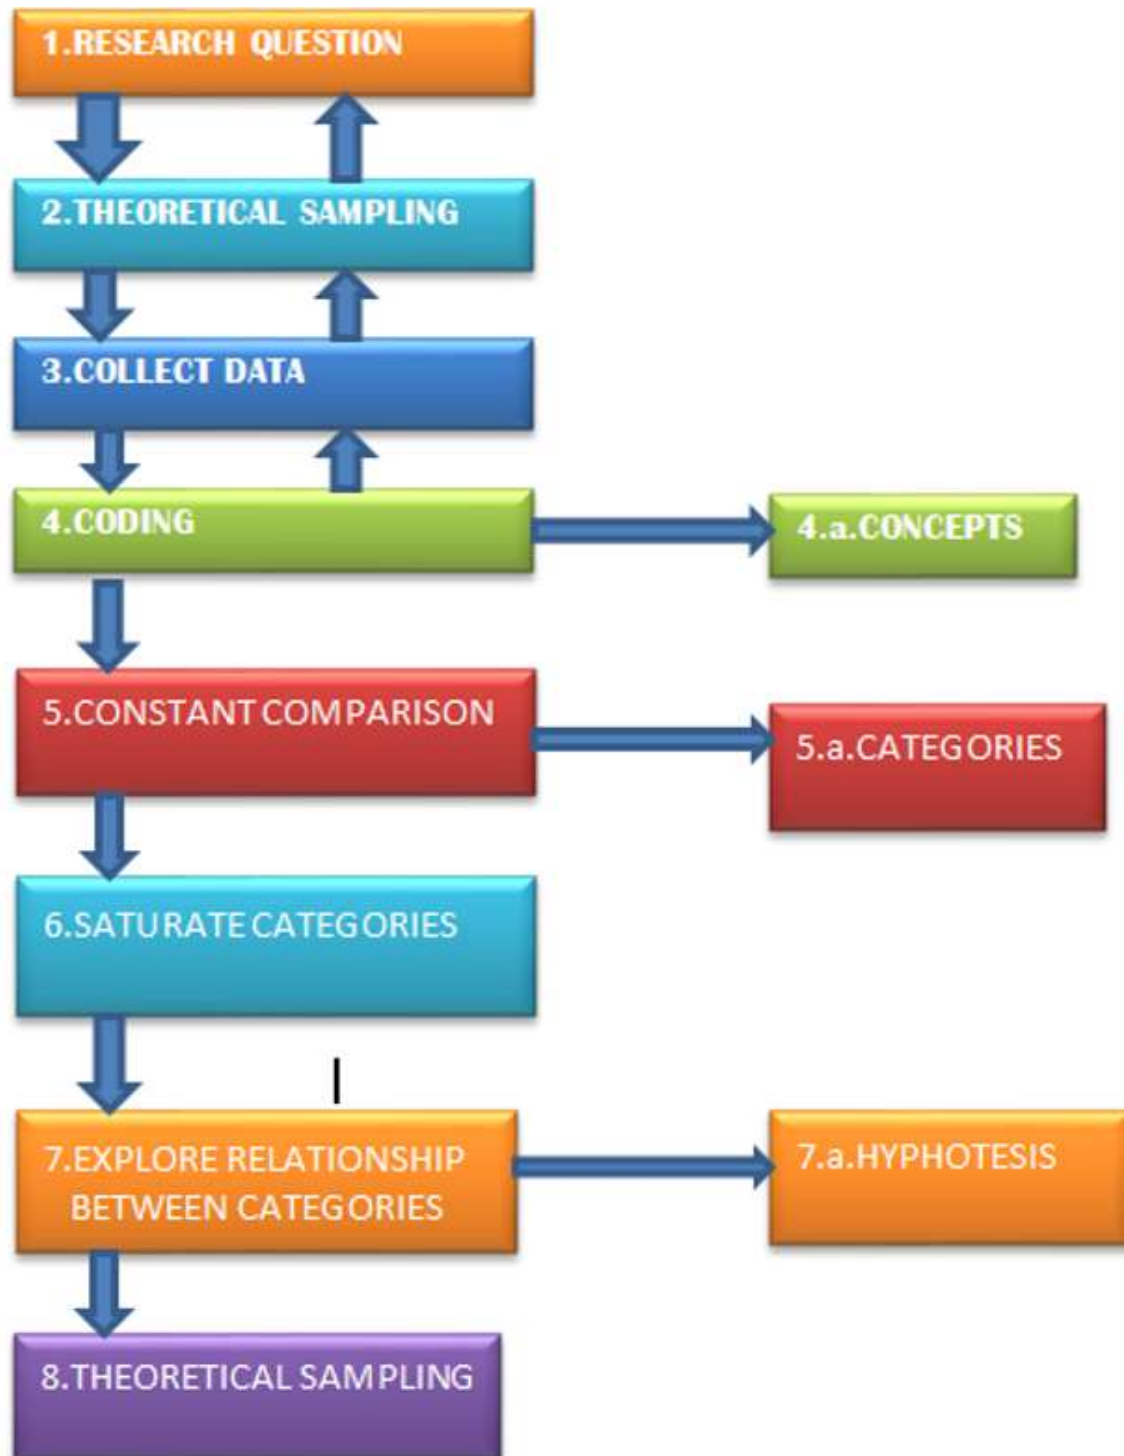 1.RESEARCH QUESTION
2.THEORETICAL SAMPLING
3.COLLECT DATA
4.CODING
4.a.CONCEPTS
5.CONSTANT COMPARISON
5.a.CATEGORIES
6.SATURATE CATEGORIES
7.EXPLORE RELATIONSHIP
BETWEEN CATEGORIES
7.a.HYPHOTESIS
8.THEORETICAL SAMPLING